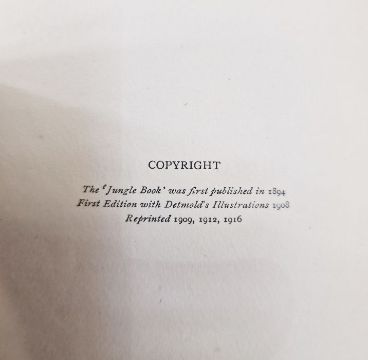 COPYRIGHT
The 'Jungle Book' was first published in 1894
First Edition with Detmold's Illustrations 1908
Reprinted 1909, 1912, 1916